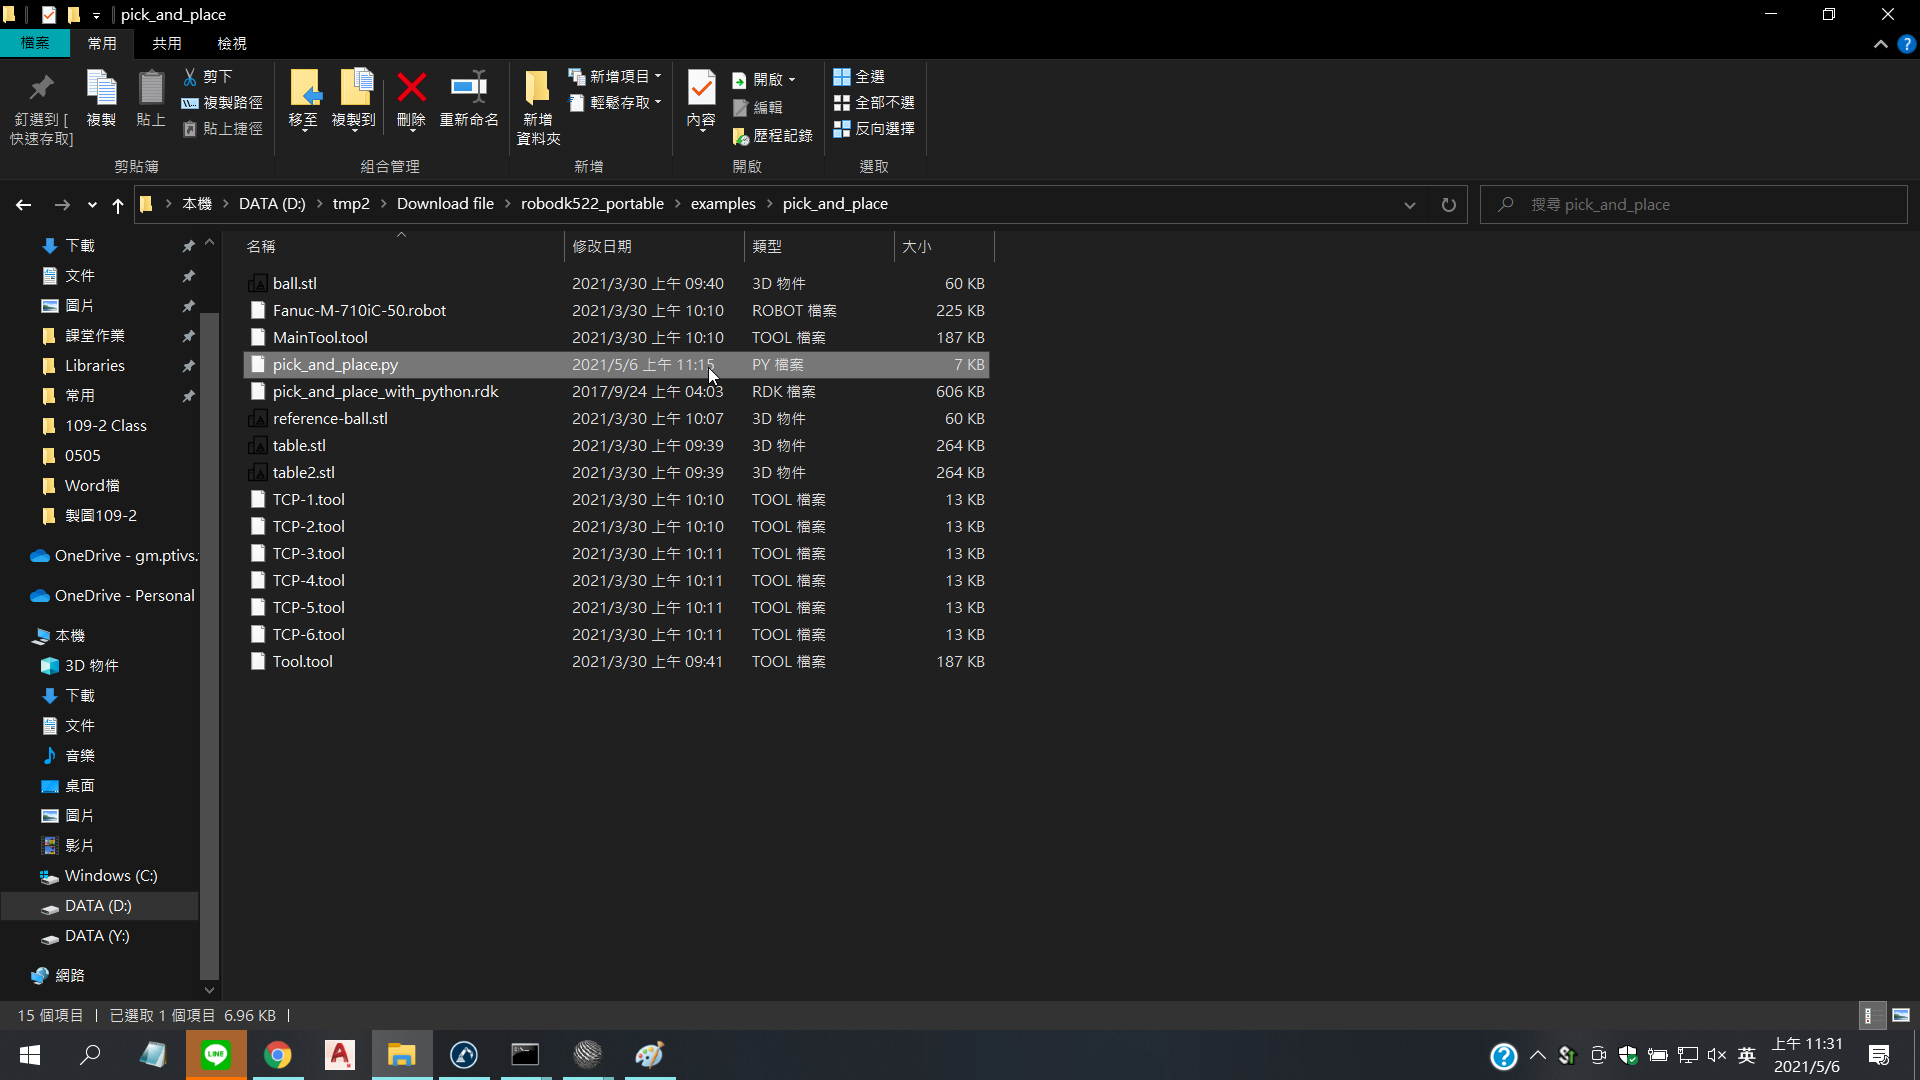 pick_and_place
檔案
常用
共用
檢視
釘選到 [
快速存取]
複製
貼上
剪下
複製路徑
貼上捷徑
剪貼簿
移至
複製到
刪除
重新命名
組合管理
新增
資料夾
新增項目
輕鬆存取
新增
內容
開啟
編輯
歷程記錄
開啟
全選
全部不選
反向選擇
選取
本機 > DATA (D:) > tmp2 > Download file > robodk522_portable > examples > pick_and_place
搜尋 pick_and_place
下載
文件
圖片
課堂作業
Libraries
常用
109-2 Class
0505
Word檔
製圖109-2
OneDrive - gm.ptivs.
OneDrive - Personal
本機
3D 物件
下載
文件
音樂
桌面
圖片
影片
Windows (C:)
DATA (D:)
DATA (Y:)
網路
名稱 修改日期 類型 大小
ball.stl 2021/3/30 上午 09:40 3D 物件 60 KB
Fanuc-M-710iC-50.robot 2021/3/30 上午 10:10 ROBOT 檔案 225 KB
MainTool.tool 2021/3/30 上午 10:10 TOOL 檔案 187 KB
pick_and_place.py 2021/5/6 上午 11:15 PY 檔案 7 KB
pick_and_place_with_python.rdk 2017/9/24 上午 04:03 RDK 檔案 606 KB
reference-ball.stl 2021/3/30 上午 10:07 3D 物件 60 KB
table.stl 2021/3/30 上午 09:39 3D 物件 264 KB
table2.stl 2021/3/30 上午 09:39 3D 物件 264 KB
TCP-1.tool 2021/3/30 上午 10:10 TOOL 檔案 13 KB
TCP-2.tool 2021/3/30 上午 10:10 TOOL 檔案 13 KB
TCP-3.tool 2021/3/30 上午 10:11 TOOL 檔案 13 KB
TCP-4.tool 2021/3/30 上午 10:11 TOOL 檔案 13 KB
TCP-5.tool 2021/3/30 上午 10:11 TOOL 檔案 13 KB
TCP-6.tool 2021/3/30 上午 10:11 TOOL 檔案 13 KB
Tool.tool 2021/3/30 上午 09:41 TOOL 檔案 187 KB
15 個項目 | 已選取 1 個項目 6.96 KB |
LINE
英
上午 11:31
2021/5/6